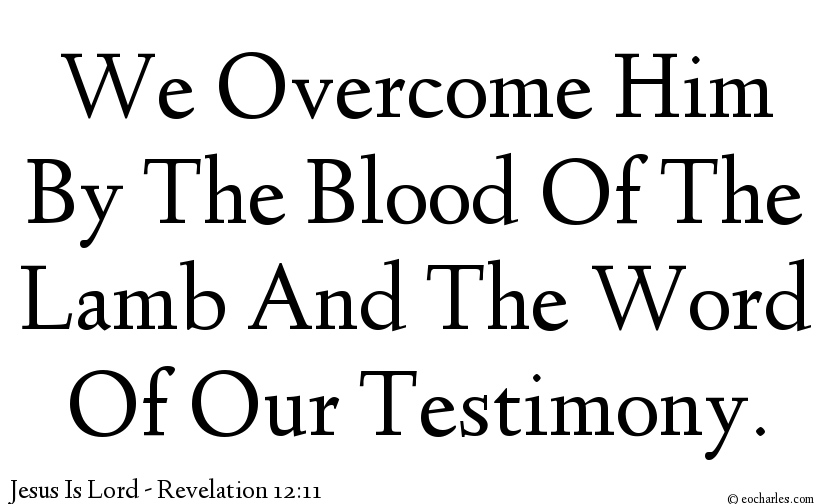 We Overcome Him
By The Blood Of The
Lamb And The Word
Of Our Testimony.
Jesus Is Lord - Revelation 12:11
© eocharles.com